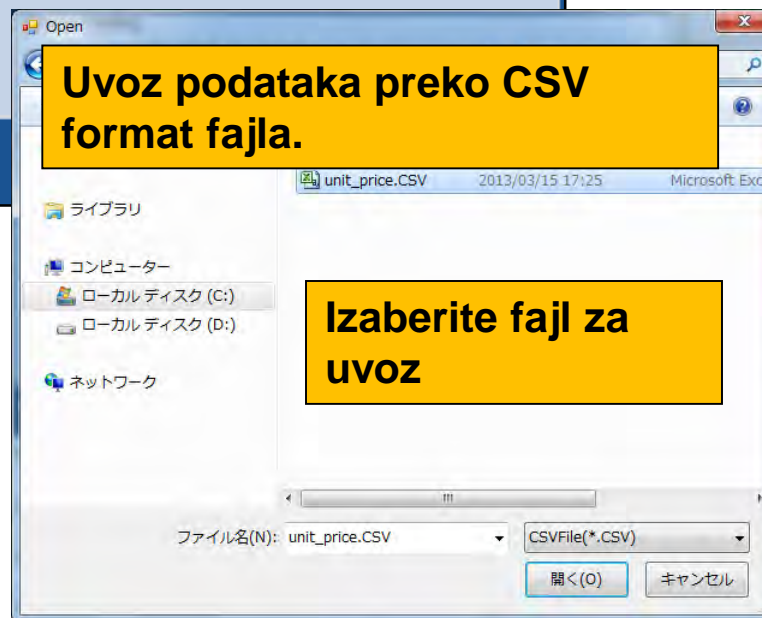 Open
Uvoz podataka preko CSV
format fajla.
unit_price.CSV 2013/03/15 17:25 Microsoft Exc
ライブラリ
コンピューター
ローカル ディスク (C:)
ローカル ディスク (D:)
Izaberite fajl za
uvoz
ネットワーク
ファイル名(N): unit_price.CSV CSVFile(*.CSV)
開く(O) キャンセル